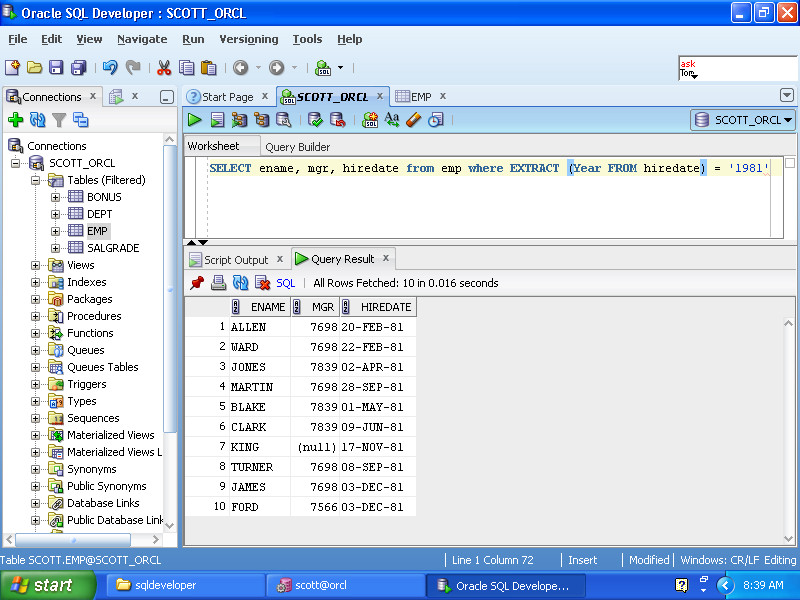 Oracle SQL Developer : SCOTT_ORCL
File Edit View Navigate Run Versioning Tools Help
ask
Tom
Connections x
Start Page x SCOTT_ORCL x EMP x
SCOTT_ORCL
Connections
SCOTT_ORCL
Tables (Filtered)
BONUS
DEPT
EMP
SALGRADE
Views
Indexes
Packages
Procedures
Functions
Queues
Queues Tables
Triggers
Types
Sequences
Materialized Views
Materialized Views L
Synonyms
Public Synonyms
Database Links
Public Database Link
Worksheet Query Builder
SELECT ename, mgr, hiredate from emp where EXTRACT (Year FROM hiredate) = '1981'
Script Output x Query Result x
SQL | All Rows Fetched: 10 in 0.016 seconds
ENAME MGR HIREDATE
1 ALLEN 7698 20-FEB-81
2 WARD 7698 22-FEB-81
3 JONES 7839 02-APR-81
4 MARTIN 7698 28-SEP-81
5 BLAKE 7839 01-MAY-81
6 CLARK 7839 09-JUN-81
7 KING (null) 17-NOV-81
8 TURNER 7698 08-SEP-81
9 JAMES 7698 03-DEC-81
10 FORD 7566 03-DEC-81
Table SCOTT.EMP@SCOTT_ORCL
Line 1 Column 72 Insert Modified Windows: CR/LF Editing
start sqldeveloper scott@orcl Oracle SQL Develope... 8:39 AM